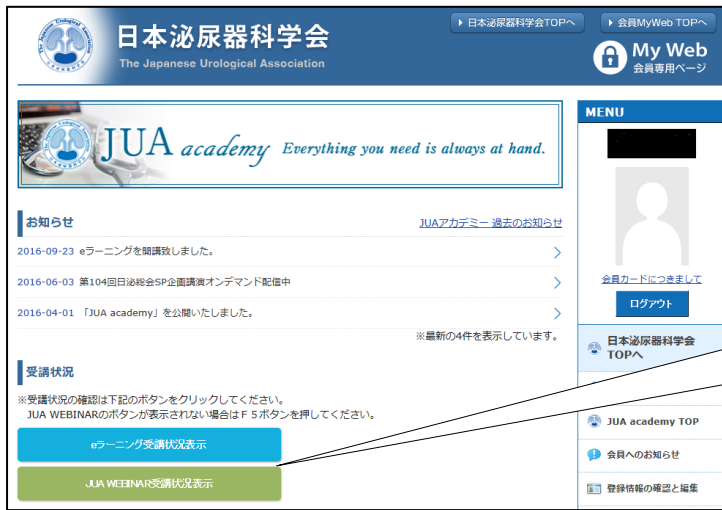 日本泌尿器科学会
The Japanese Urological Association
日本泌尿器科学会TOPへ
会員MyWeb TOPへ
My Web
会員専用ページ
JUA academy Everything you need is always at hand.
お知らせ
JUAアカデミー 過去のお知らせ
2016-09-23 eラーニングを開講致しました。
2016-06-03 第104回日泌総会SP企画講演オンデマンド配信中
2016-04-01 「JUA academy」を公開いたしました。
※最新の4件を表示しています。
受講状況
※受講状況の確認は下記のボタンをクリックしてください。
JUA WEBINARのボタンが表示されない場合はF5ボタンを押してください。
eラーニング受講状況表示
JUA WEBINAR受講状況表示
MENU
会員カードにつきまして
ログアウト
日本泌尿器科学会
TOPへ
JUA academy TOP
会員へのお知らせ
登録情報の確認と編集